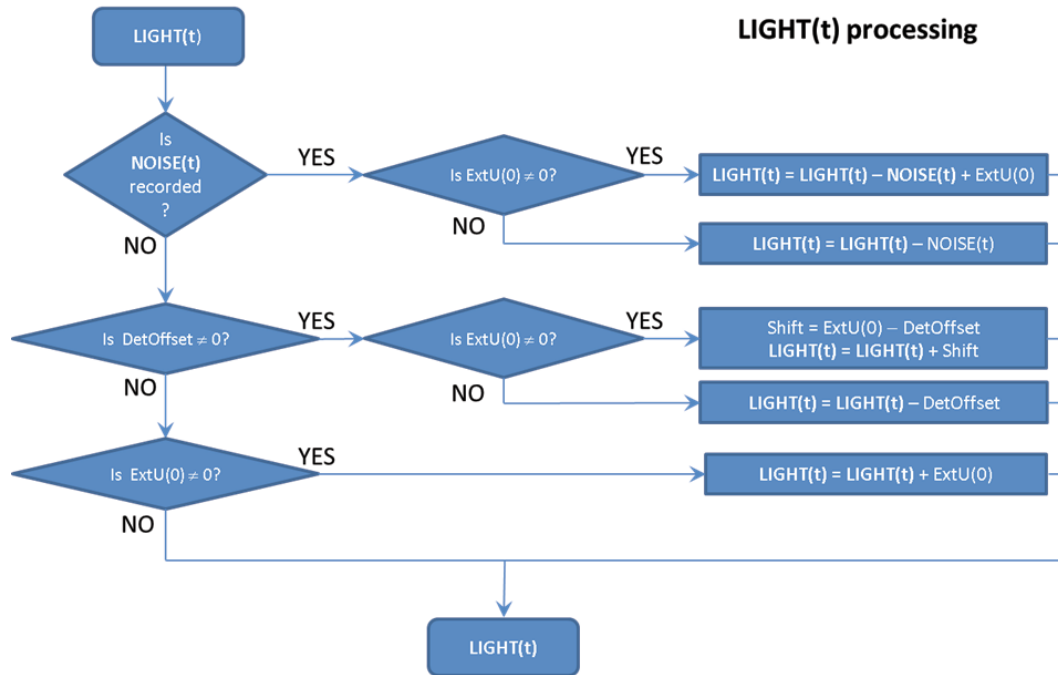 LIGHT(t) processing
LIGHT(t)
Is
NOISE(t)
recorded
?
YES
Is ExtU(0) ≠ 0?
YES
LIGHT(t) = LIGHT(t) – NOISE(t) + ExtU(0)
NO
LIGHT(t) = LIGHT(t) – NOISE(t)
NO
Is DetOffset ≠ 0?
YES
Is ExtU(0) ≠ 0?
YES
Shift = ExtU(0) – DetOffset
LIGHT(t) = LIGHT(t) + Shift
NO
LIGHT(t) = LIGHT(t) – DetOffset
NO
Is ExtU(0) ≠ 0?
YES
LIGHT(t) = LIGHT(t) + ExtU(0)
NO
LIGHT(t)